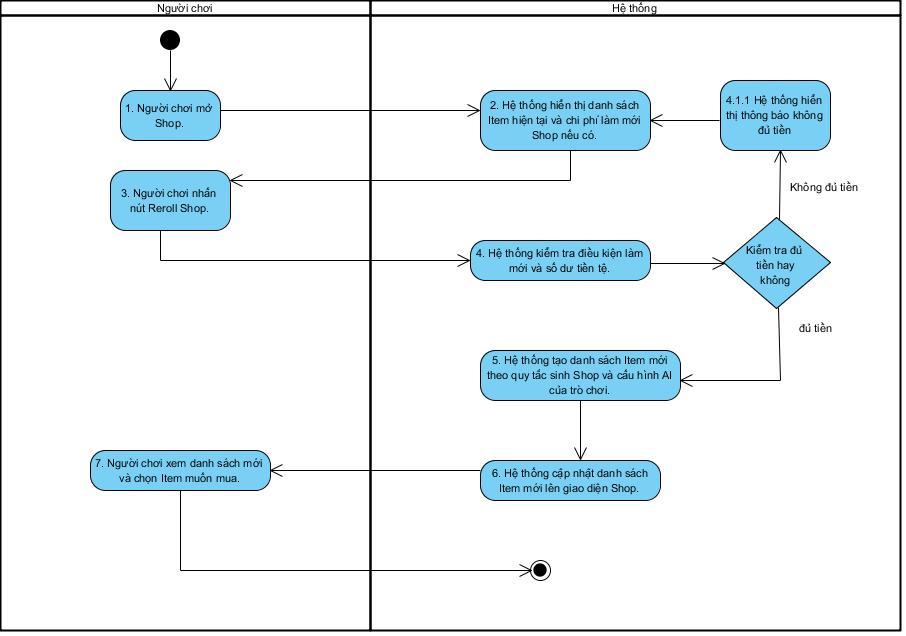 Người chơi
Hệ thống
1. Người chơi mở
Shop.
2. Hệ thống hiển thị danh sách
Item hiện tại và chi phí làm mới
Shop nếu có.
4.1.1 Hệ thống hiển
thị thông báo không
đủ tiền
Không đủ tiền
3. Người chơi nhấn
nút Reroll Shop.
4. Hệ thống kiểm tra điều kiện làm
mới và số dư tiền tệ.
Kiểm tra đủ
tiền hay
không
đủ tiền
5. Hệ thống tạo danh sách Item mới
theo quy tắc sinh Shop và cấu hình AI
của trò chơi.
7. Người chơi xem danh sách mới
và chọn Item muốn mua.
6. Hệ thống cập nhật danh sách
Item mới lên giao diện Shop.